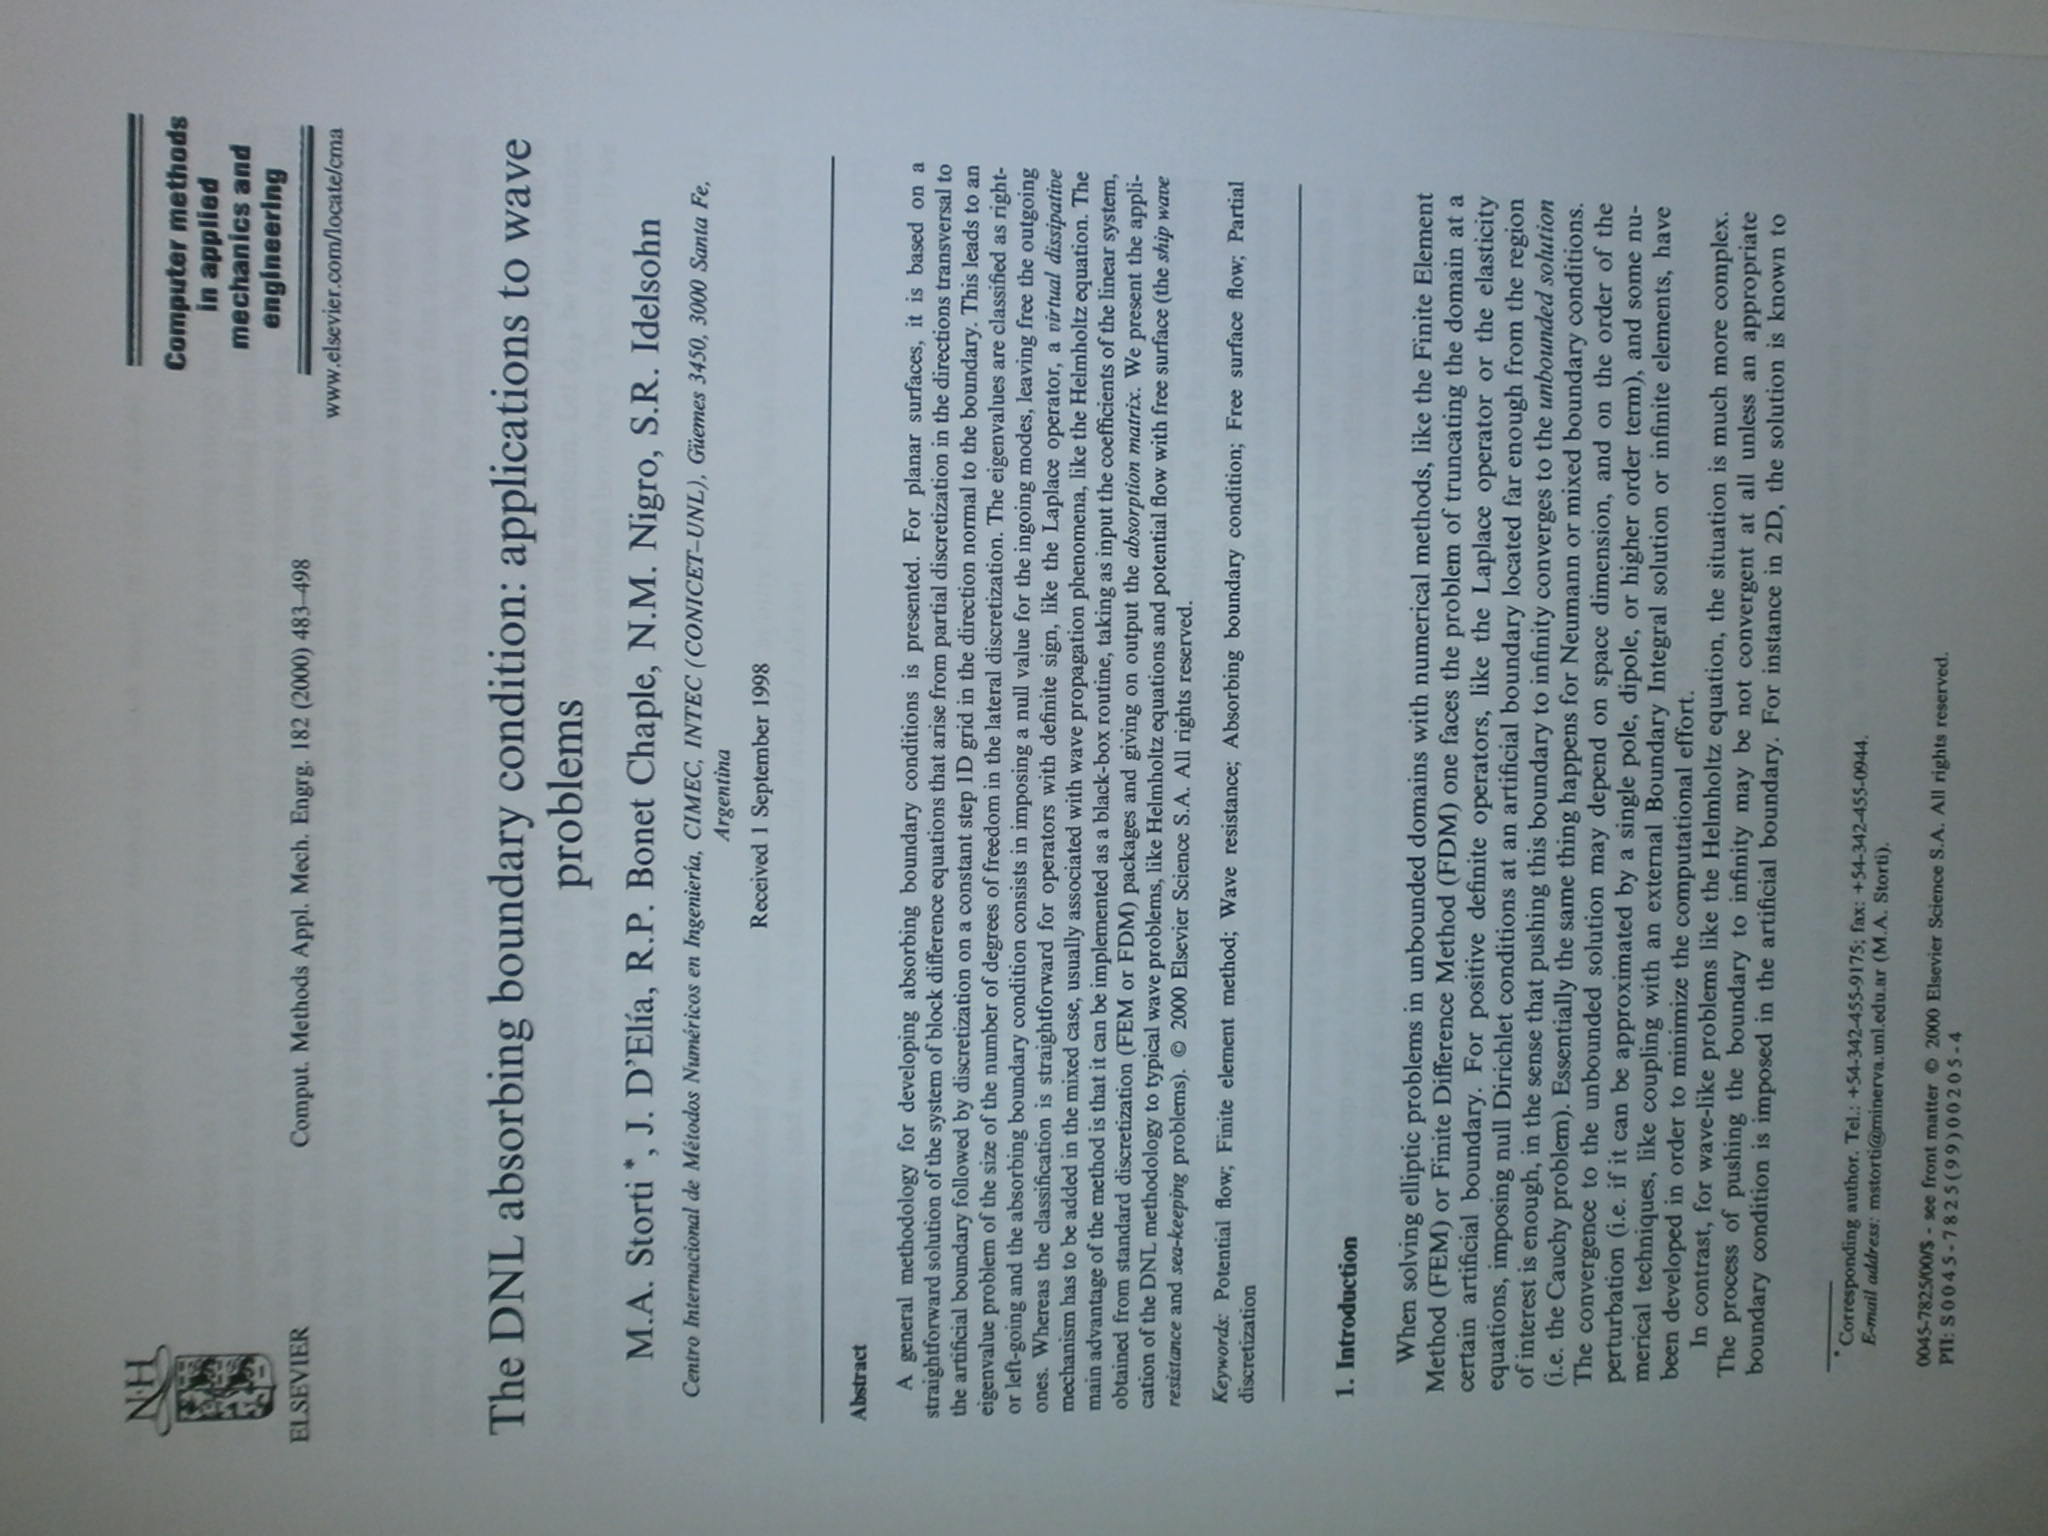 N·H
ELSEVIER
Comput. Methods Appl. Mech. Engrg. 182 (2000) 483–498
Computer methods
in applied
mechanics and
engineering
www.elsevier.com/locate/cma
The DNL absorbing boundary condition: applications to wave
problems
M.A. Storti *, J. D'Elía, R.P. Bonet Chaple, N.M. Nigro, S.R. Idelsohn
Centro Internacional de Métodos Numéricos en Ingeniería, CIMEC, INTEC (CONICET–UNL), Güemes 3450, 3000 Santa Fe,
Argentina
Received 1 September 1998
Abstract
A general methodology for developing absorbing boundary conditions is presented. For planar surfaces, it is based on a
straightforward solution of the system of block difference equations that arise from partial discretization in the directions transversal to
the artificial boundary followed by discretization on a constant step 1D grid in the direction normal to the boundary. This leads to an
eigenvalue problem of the size of the number of degrees of freedom in the lateral discretization. The eigenvalues are classified as right-
or left-going and the absorbing boundary condition consists in imposing a null value for the ingoing modes, leaving free the outgoing
ones. Whereas the classification is straightforward for operators with definite sign, like the Laplace operator, a virtual dissipative
mechanism has to be added in the mixed case, usually associated with wave propagation phenomena, like the Helmholtz equation. The
main advantage of the method is that it can be implemented as a black-box routine, taking as input the coefficients of the linear system,
obtained from standard discretization (FEM or FDM) packages and giving on output the absorption matrix. We present the appli-
cation of the DNL methodology to typical wave problems, like Helmholtz equations and potential flow with free surface (the ship wave
resistance and sea-keeping problems). © 2000 Elsevier Science S.A. All rights reserved.
Keywords: Potential flow; Finite element method; Wave resistance; Absorbing boundary condition; Free surface flow; Partial
discretization
1. Introduction
When solving elliptic problems in unbounded domains with numerical methods, like the Finite Element
Method (FEM) or Finite Difference Method (FDM) one faces the problem of truncating the domain at a
certain artificial boundary. For positive definite operators, like the Laplace operator or the elasticity
equations, imposing null Dirichlet conditions at an artificial boundary located far enough from the region
of interest is enough, in the sense that pushing this boundary to infinity converges to the unbounded solution
(i.e. the Cauchy problem). Essentially the same thing happens for Neumann or mixed boundary conditions.
The convergence to the unbounded solution may depend on space dimension, and on the order of the
perturbation (i.e. if it can be approximated by a single pole, dipole, or higher order term), and some nu-
merical techniques, like coupling with an external Boundary Integral solution or infinite elements, have
been developed in order to minimize the computational effort.
In contrast, for wave-like problems like the Helmholtz equation, the situation is much more complex.
The process of pushing the boundary to infinity may be not convergent at all unless an appropriate
boundary condition is imposed in the artificial boundary. For instance in 2D, the solution is known to
* Corresponding author. Tel.: +54-342-455-9175; fax: +54-342-455-0944.
E-mail address: mstorti@minerva.unl.edu.ar (M.A. Storti).
0045-7825/00/$ - see front matter © 2000 Elsevier Science S.A. All rights reserved.
PII: S0045-7825(99)00205-4